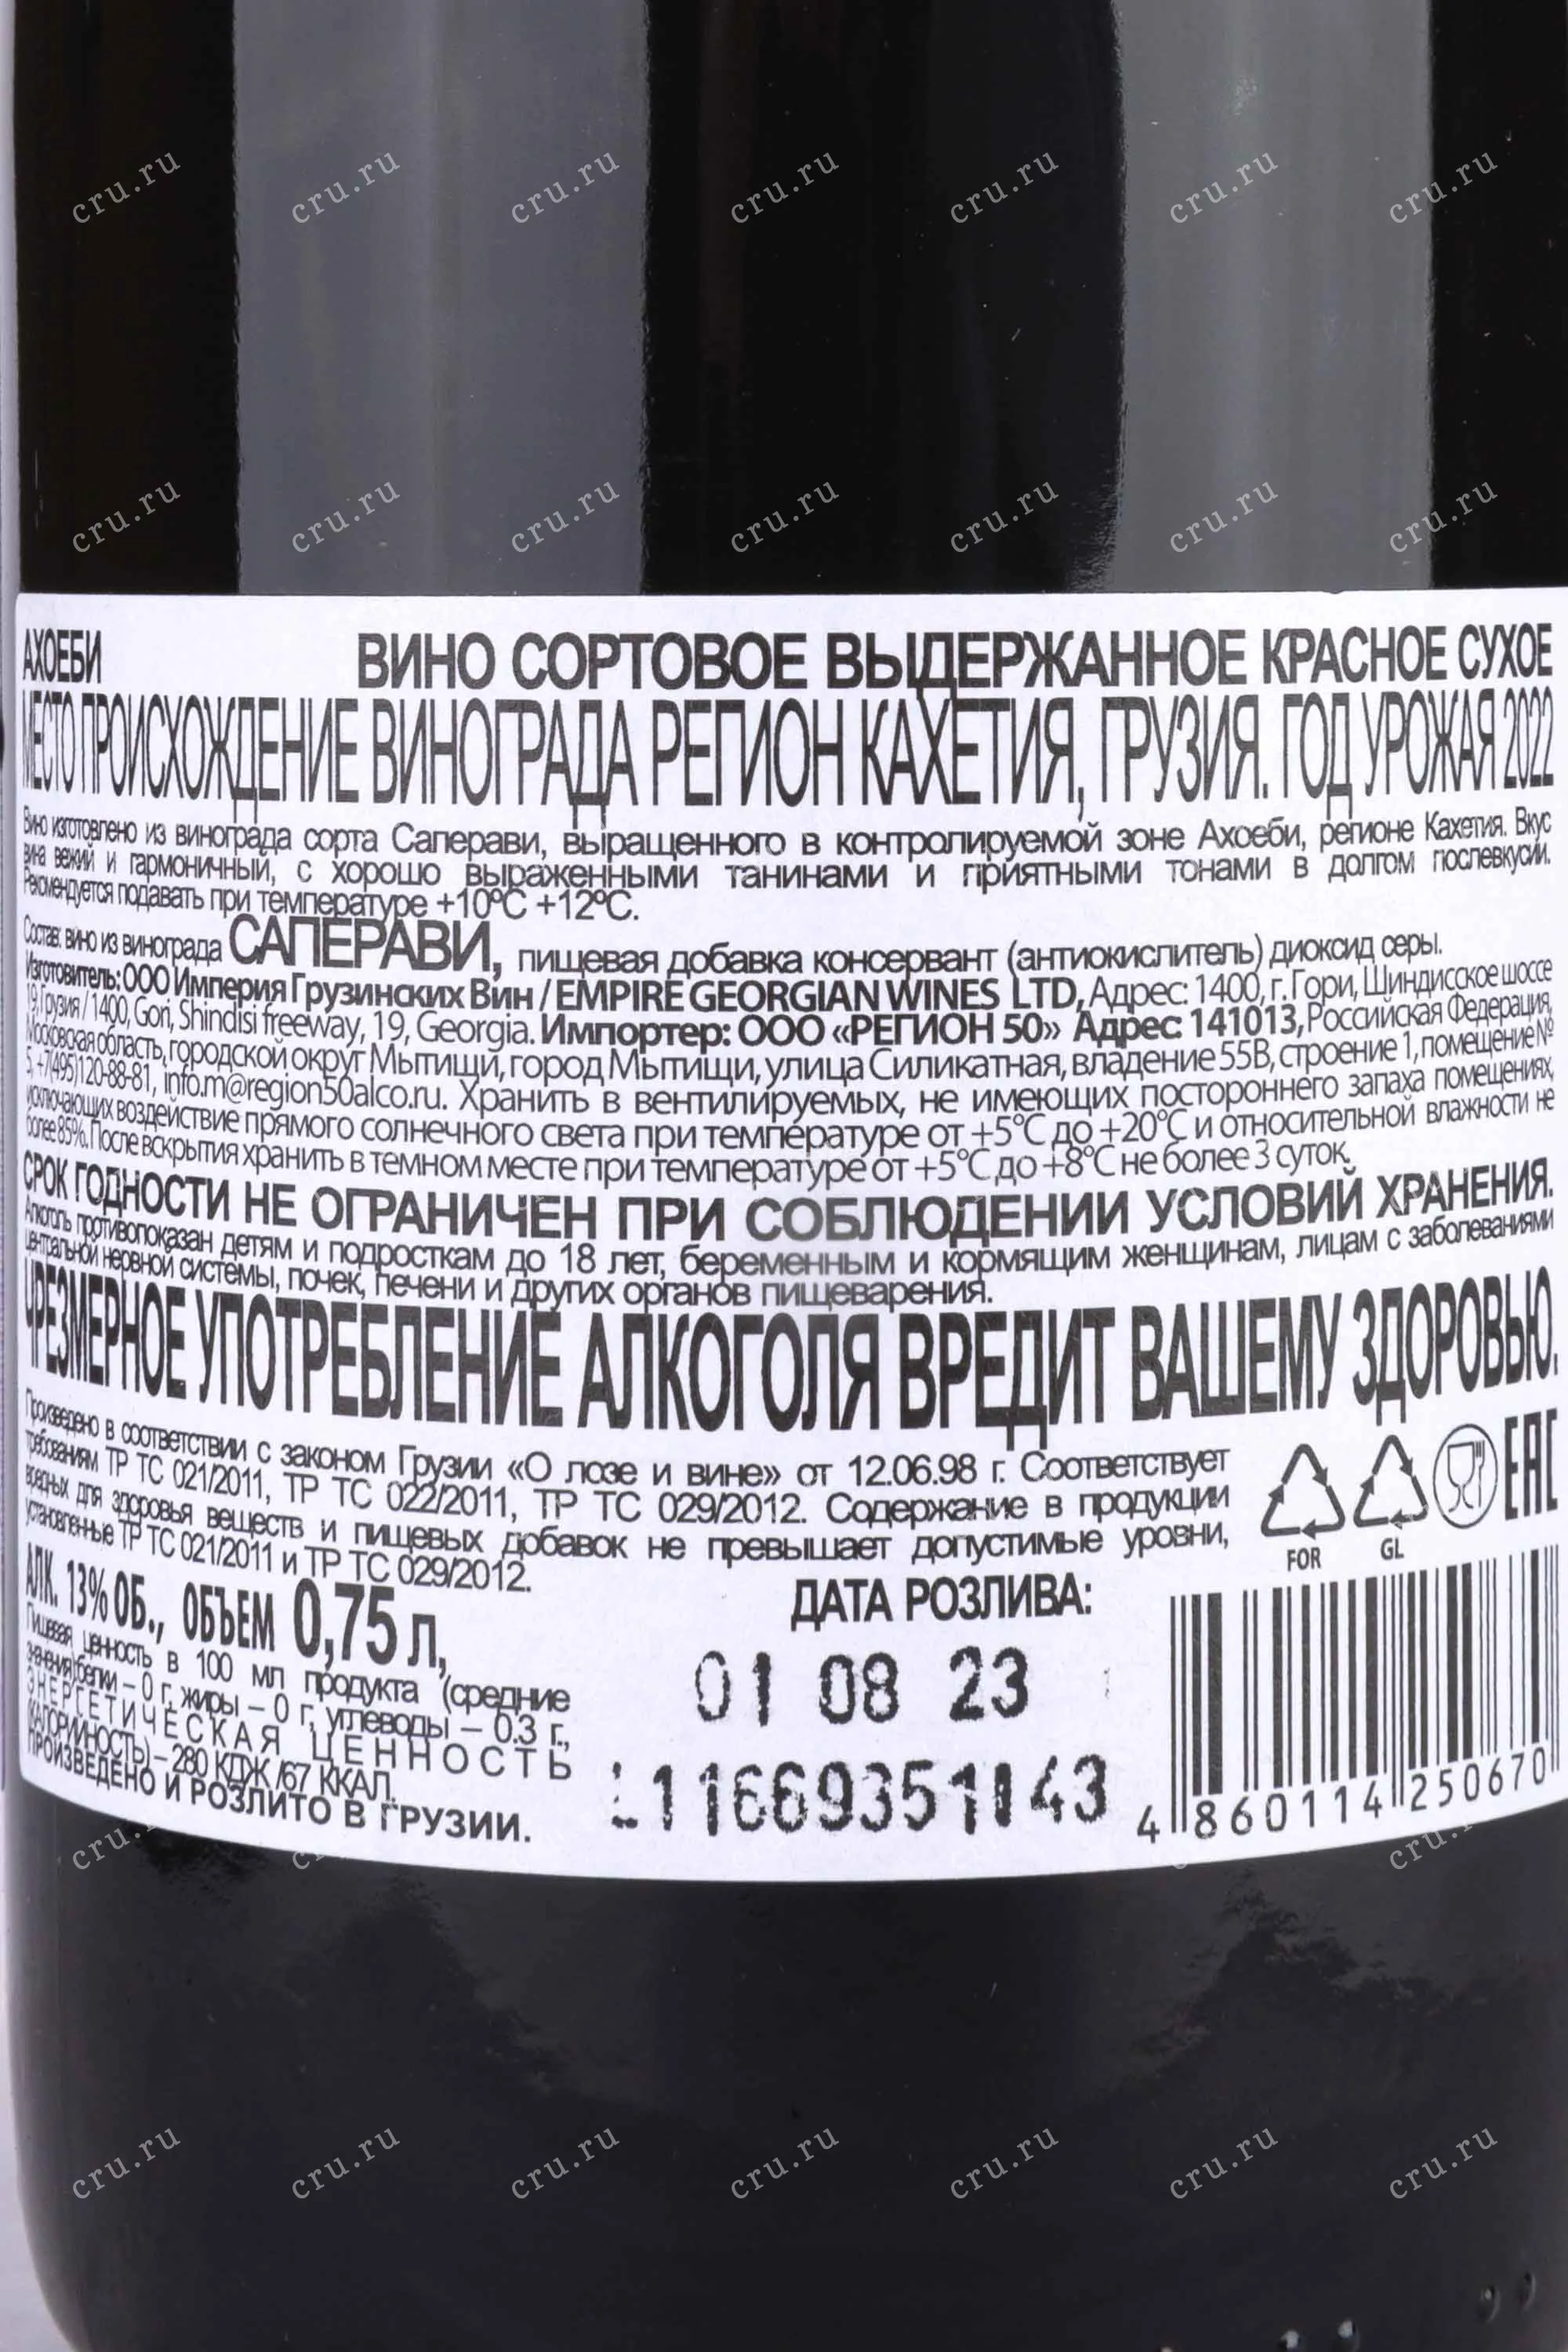 АХОЕБИ ВИНО СОРТОВОЕ ВЫДЕРЖАННОЕ КРАСНОЕ СУХОЕ
МЕСТО ПРОИСХОЖДЕНИЕ ВИНОГРАДА РЕГИОН КАХЕТИЯ, ГРУЗИЯ. ГОД УРОЖАЯ 2022
Вино изготовлено из винограда сорта Саперави, выращенного в контролируемой зоне Ахоеби, регионе Кахетия. Вкус
вина вежий и гармоничный, с хорошо выраженными танинами и приятными тонами в долгом послевкусии.
Рекомендуется подавать при температуре +10°C +12°C.
Состав: вино из винограда САПЕРАВИ, пищевая добавка консервант (антиокислитель) диоксид серы.
Изготовитель: ООО Империя Грузинских Вин / EMPIRE GEORGIAN WINES LTD, Адрес: 1400, г. Гори, Шиндисское шоссе
19, Грузия / 1400, Gori, Shindisi freeway, 19, Georgia. Импортер: ООО «РЕГИОН 50» Адрес 141013, Российская Федерация,
Московская область, городской округ Мытищи, город Мытищи, улица Силикатная, владение 55В, строение 1, помещение №
5, +7(495)120-88-81, info.m@region50alco.ru. Хранить в вентилируемых, не имеющих постороннего запаха помещениях,
исключающих воздействие прямого солнечного света при температуре от +5°C до +20°C и относительной влажности не
более 85%. После вскрытия хранить в темном месте при температуре от +5°C до +8°C не более 3 суток.
СРОК ГОДНОСТИ НЕ ОГРАНИЧЕН ПРИ СОБЛЮДЕНИИ УСЛОВИЙ ХРАНЕНИЯ.
Алкоголь противопоказан детям и подросткам до 18 лет, беременным и кормящим женщинам, лицам с заболеваниями
центральной нервной системы, почек, печени и других органов пищеварения.
ЧРЕЗМЕРНОЕ УПОТРЕБЛЕНИЕ АЛКОГОЛЯ ВРЕДИТ ВАШЕМУ ЗДОРОВЬЮ.
Произведено в соответствии с законом Грузии «О лозе и вине» от 12.06.98 г. Соответствует
требованиям ТР ТС 021/2011, ТР ТС 022/2011, ТР ТС 029/2012. Содержание в продукции
вредных для здоровья веществ и пищевых добавок не превышает допустимые уровни,
установленные ТР ТС 021/2011 и ТР ТС 029/2012.
FOR GL EAC
АЛК. 13% ОБ., ОБЪЕМ 0,75 л,
Пищевая ценность в 100 мл продукта (средние
значения) белки – 0 г, жиры – 0 г, углеводы – 0.3 г.,
ЭНЕРГЕТИЧЕСКАЯ ЦЕННОСТЬ
(КАЛОРИЙНОСТЬ) – 280 КДЖ /67 ККАЛ.
ПРОИЗВЕДЕНО И РОЗЛИТО В ГРУЗИИ.
ДАТА РОЗЛИВА:
01 08 23
4 860114 250670
cru.ru